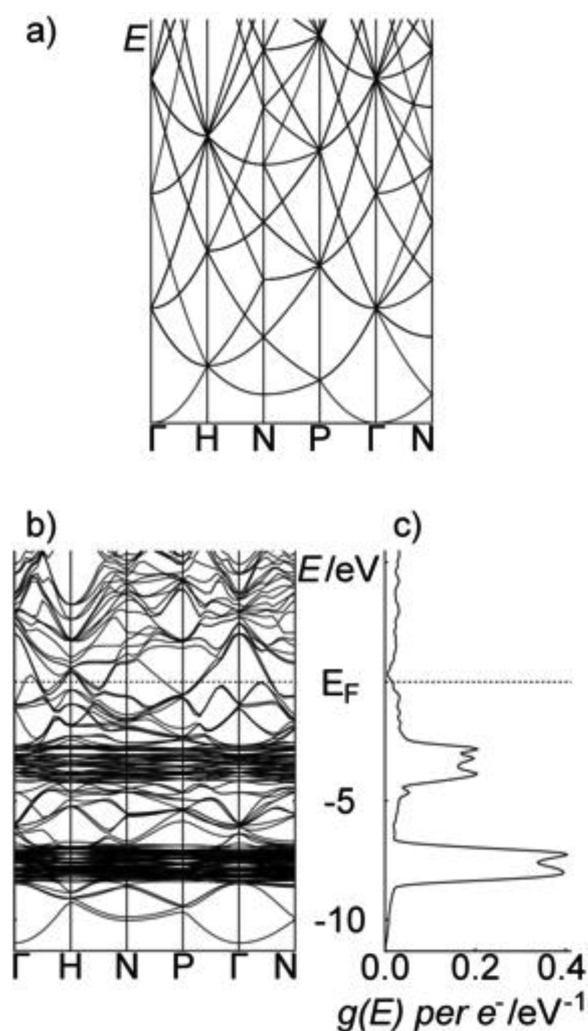 a)
E
Γ H N P Γ N
b)
c)
E/eV
E_F
-5
-10
Γ H N P Γ N
0.0 0.2 0.4
g(E) per e⁻/eV⁻¹